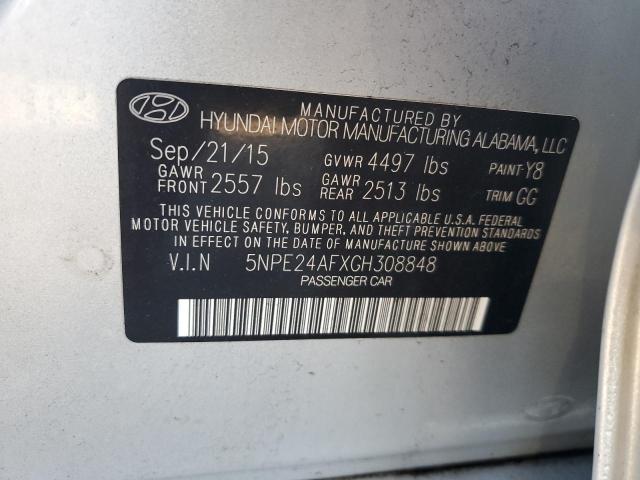 MANUFACTURED BY
HYUNDAI MOTOR MANUFACTURING ALABAMA, LLC
Sep/21/15 GVWR 4497 lbs PAINT Y8
GAWR FRONT 2557 lbs GAWR REAR 2513 lbs TRIM GG
THIS VEHICLE CONFORMS TO ALL APPLICABLE U.S.A. FEDERAL
MOTOR VEHICLE SAFETY, BUMPER, AND THEFT PREVENTION STANDARDS
IN EFFECT ON THE DATE OF MANUFACTURE SHOWN ABOVE.
V.I.N 5NPE24AFXGH308848
PASSENGER CAR